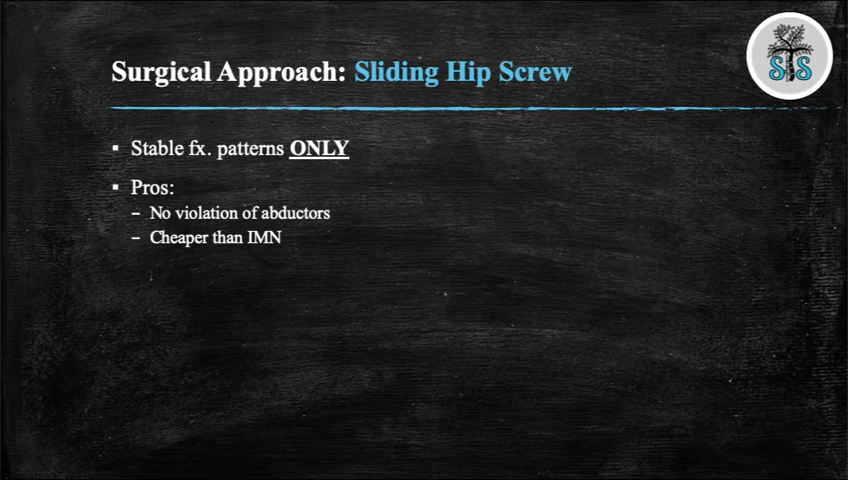 Surgical Approach: Sliding Hip Screw
STS
▪ Stable fx. patterns ONLY
▪ Pros:
– No violation of abductors
– Cheaper than IMN